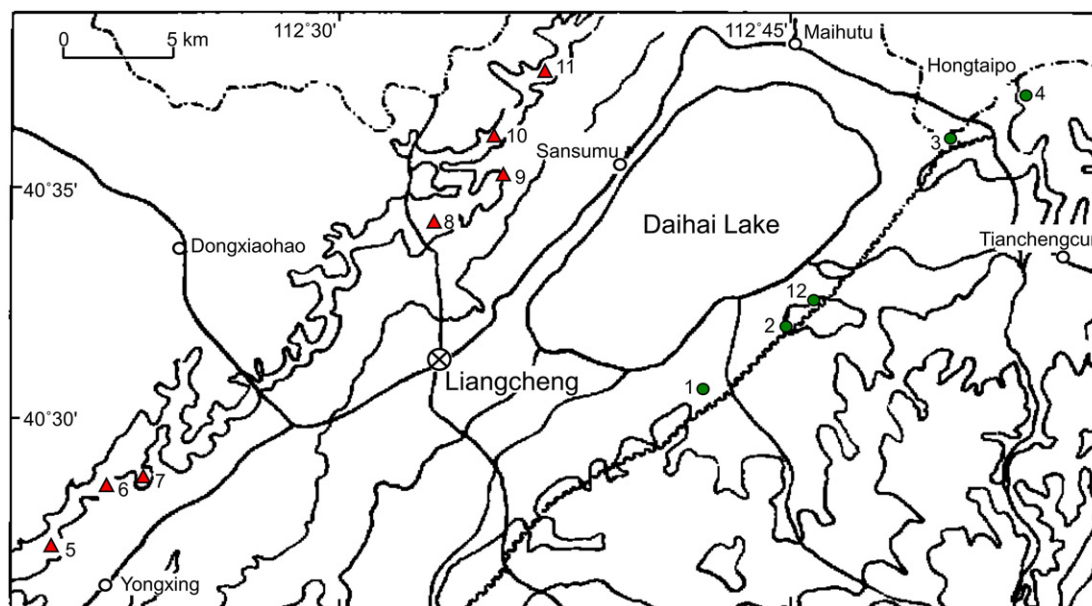 0 5 km
112°30'
112°45'
Maihutu
11
Hongtaipo
4
10
3
Sansumu
9
40°35'
8
Daihai Lake
Dongxiaohao
Tianchengcun
12
2
Liangcheng
1
40°30'
7
6
5
Yongxing